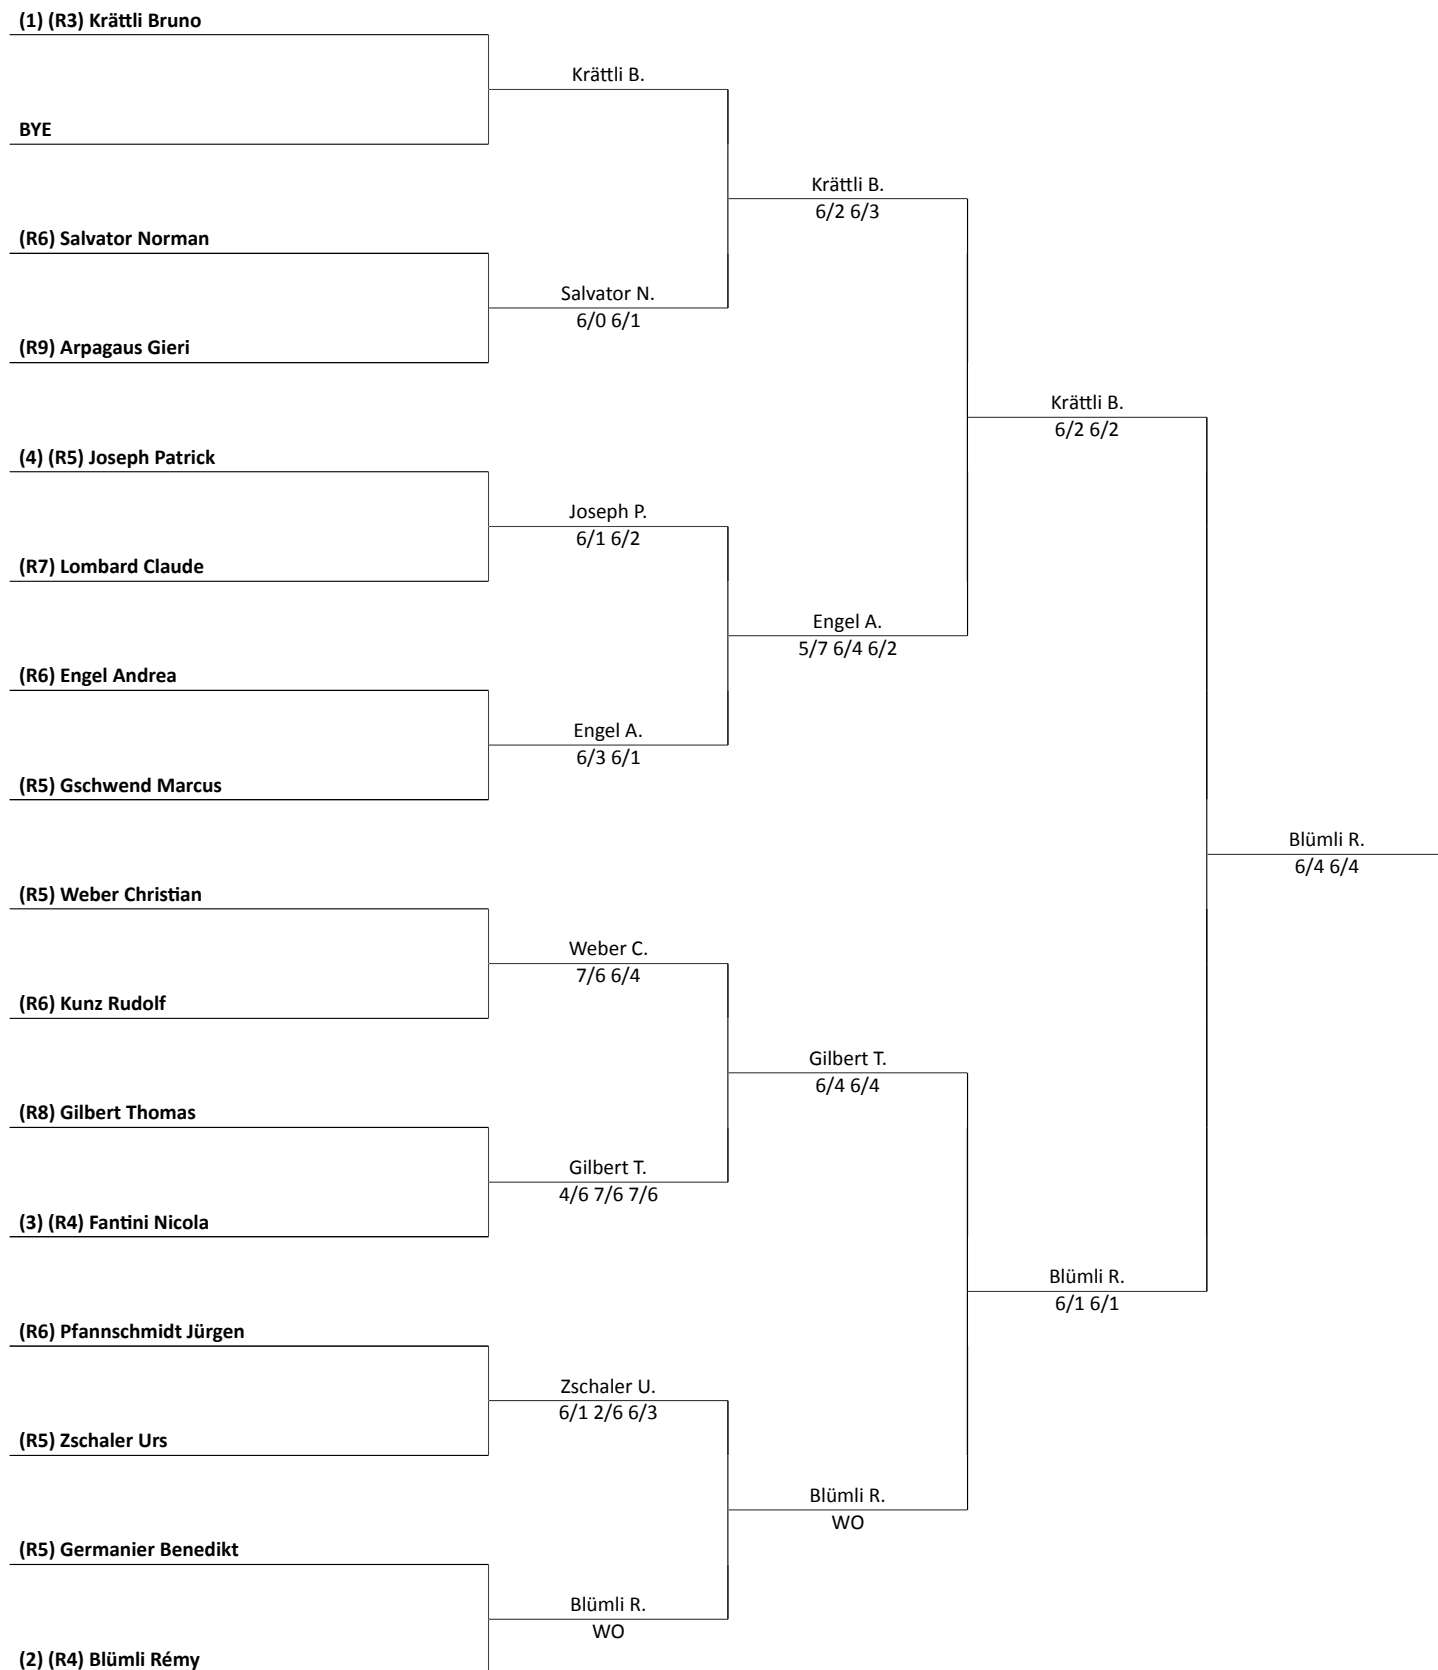 (1) (R3) Krättli Bruno
Krättli B.
BYE
Krättli B.
6/2 6/3
(R6) Salvator Norman
Salvator N.
6/0 6/1
(R9) Arpagaus Gieri
Krättli B.
6/2 6/2
(4) (R5) Joseph Patrick
Joseph P.
6/1 6/2
(R7) Lombard Claude
Engel A.
5/7 6/4 6/2
(R6) Engel Andrea
Engel A.
6/3 6/1
(R5) Gschwend Marcus
Blümli R.
6/4 6/4
(R5) Weber Christian
Weber C.
7/6 6/4
(R6) Kunz Rudolf
Gilbert T.
6/4 6/4
(R8) Gilbert Thomas
Gilbert T.
4/6 7/6 7/6
(3) (R4) Fantini Nicola
Blümli R.
6/1 6/1
(R6) Pfannschmidt Jürgen
Zschaler U.
6/1 2/6 6/3
(R5) Zschaler Urs
Blümli R.
WO
(R5) Germanier Benedikt
Blümli R.
WO
(2) (R4) Blümli Rémy